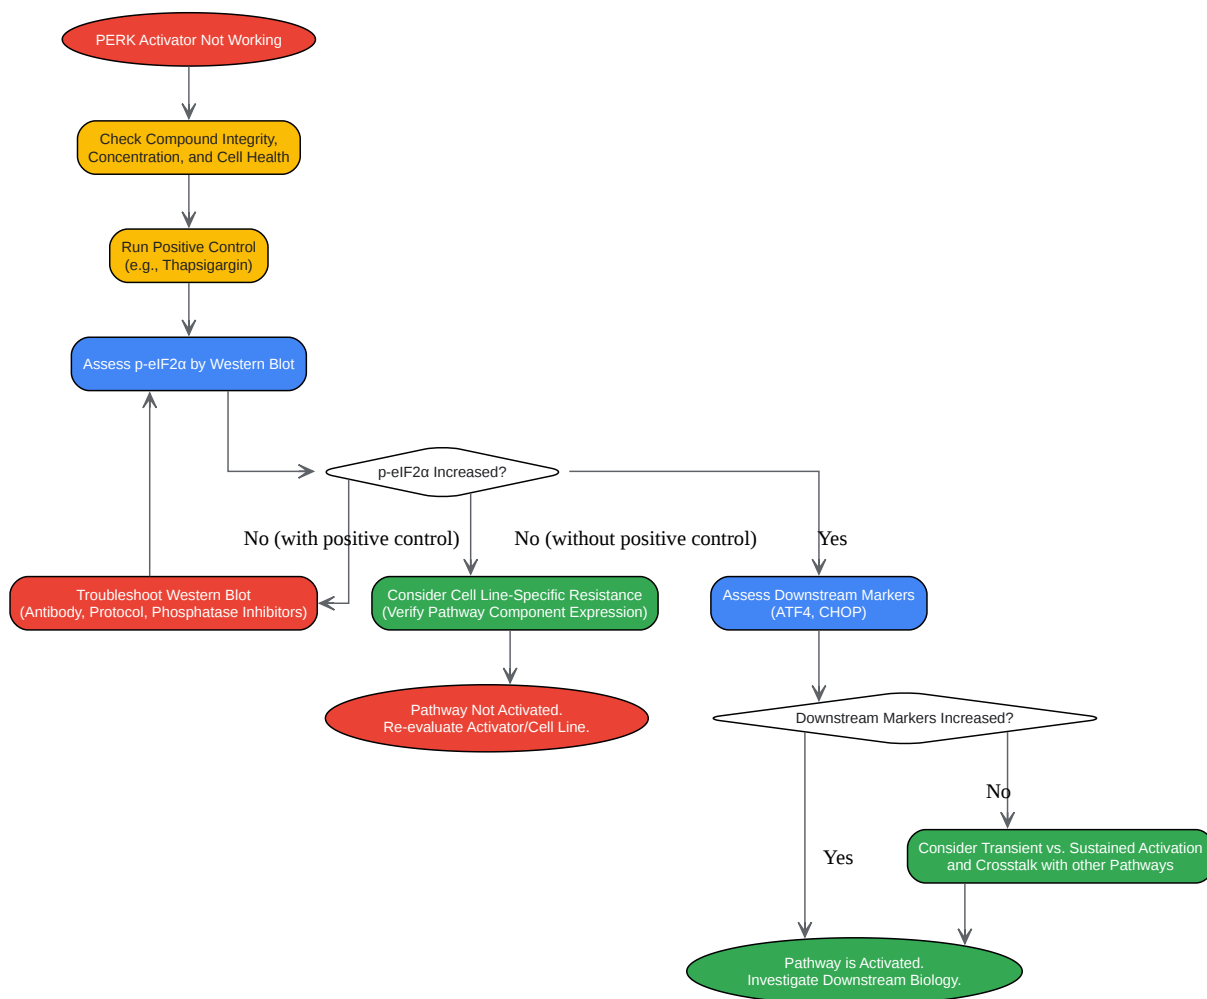 PERK Activator Not Working
Check Compound Integrity,
Concentration, and Cell Health
Run Positive Control
(e.g., Thapsigargin)
Assess p-eIF2α by Western Blot
p-eIF2α Increased?
No (with positive control)
No (without positive control)
Yes
Troubleshoot Western Blot
(Antibody, Protocol, Phosphatase Inhibitors)
Consider Cell Line-Specific Resistance
(Verify Pathway Component Expression)
Assess Downstream Markers
(ATF4, CHOP)
Pathway Not Activated.
Re-evaluate Activator/Cell Line.
Downstream Markers Increased?
No
Yes
Consider Transient vs. Sustained Activation
and Crosstalk with other Pathways
Pathway is Activated.
Investigate Downstream Biology.